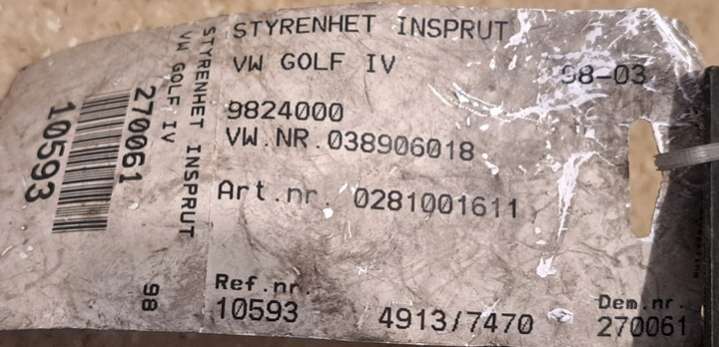 STYRENHET INSPRUT
VW GOLF IV
98-03
9824000
VW.NR.038906018
Art.nr. 0281001611
Ref.nr.
10593
4913/7470
Dem.nr.
270061
STYRENHET INSPRUT
VW GOLF IV
98
270061
10593